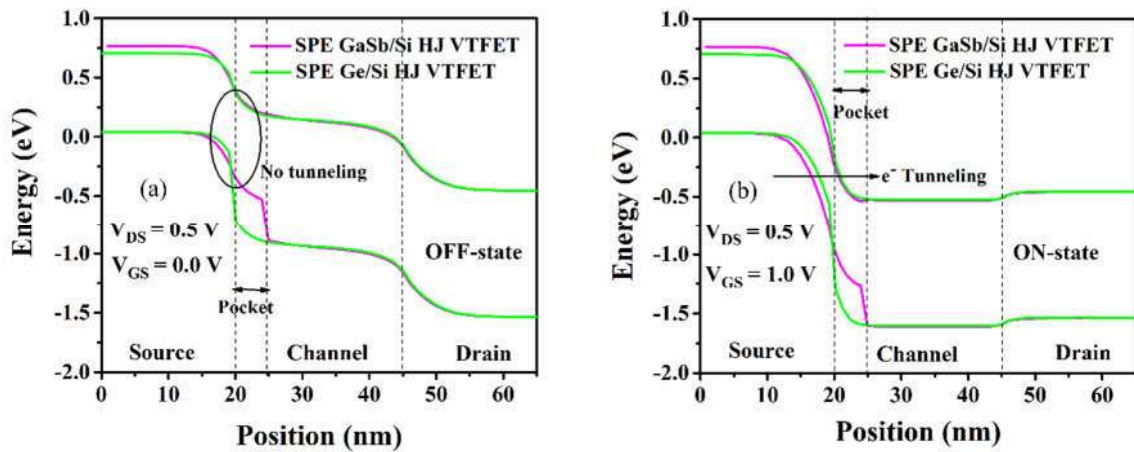 1.0
0.5
0.0
-0.5
-1.0
-1.5
-2.0
Energy (eV)
SPE GaSb/Si HJ VTFET
SPE Ge/Si HJ VTFET
No tunneling
(a)
V_DS = 0.5 V
V_GS = 0.0 V
OFF-state
Pocket
Source
Channel
Drain
0 10 20 30 40 50 60
Position (nm)
1.0
0.5
0.0
-0.5
-1.0
-1.5
-2.0
Energy (eV)
SPE GaSb/Si HJ VTFET
SPE Ge/Si HJ VTFET
Pocket
(b)
e⁻ Tunneling
V_DS = 0.5 V
V_GS = 1.0 V
ON-state
Source
Channel
Drain
0 10 20 30 40 50 60
Position (nm)